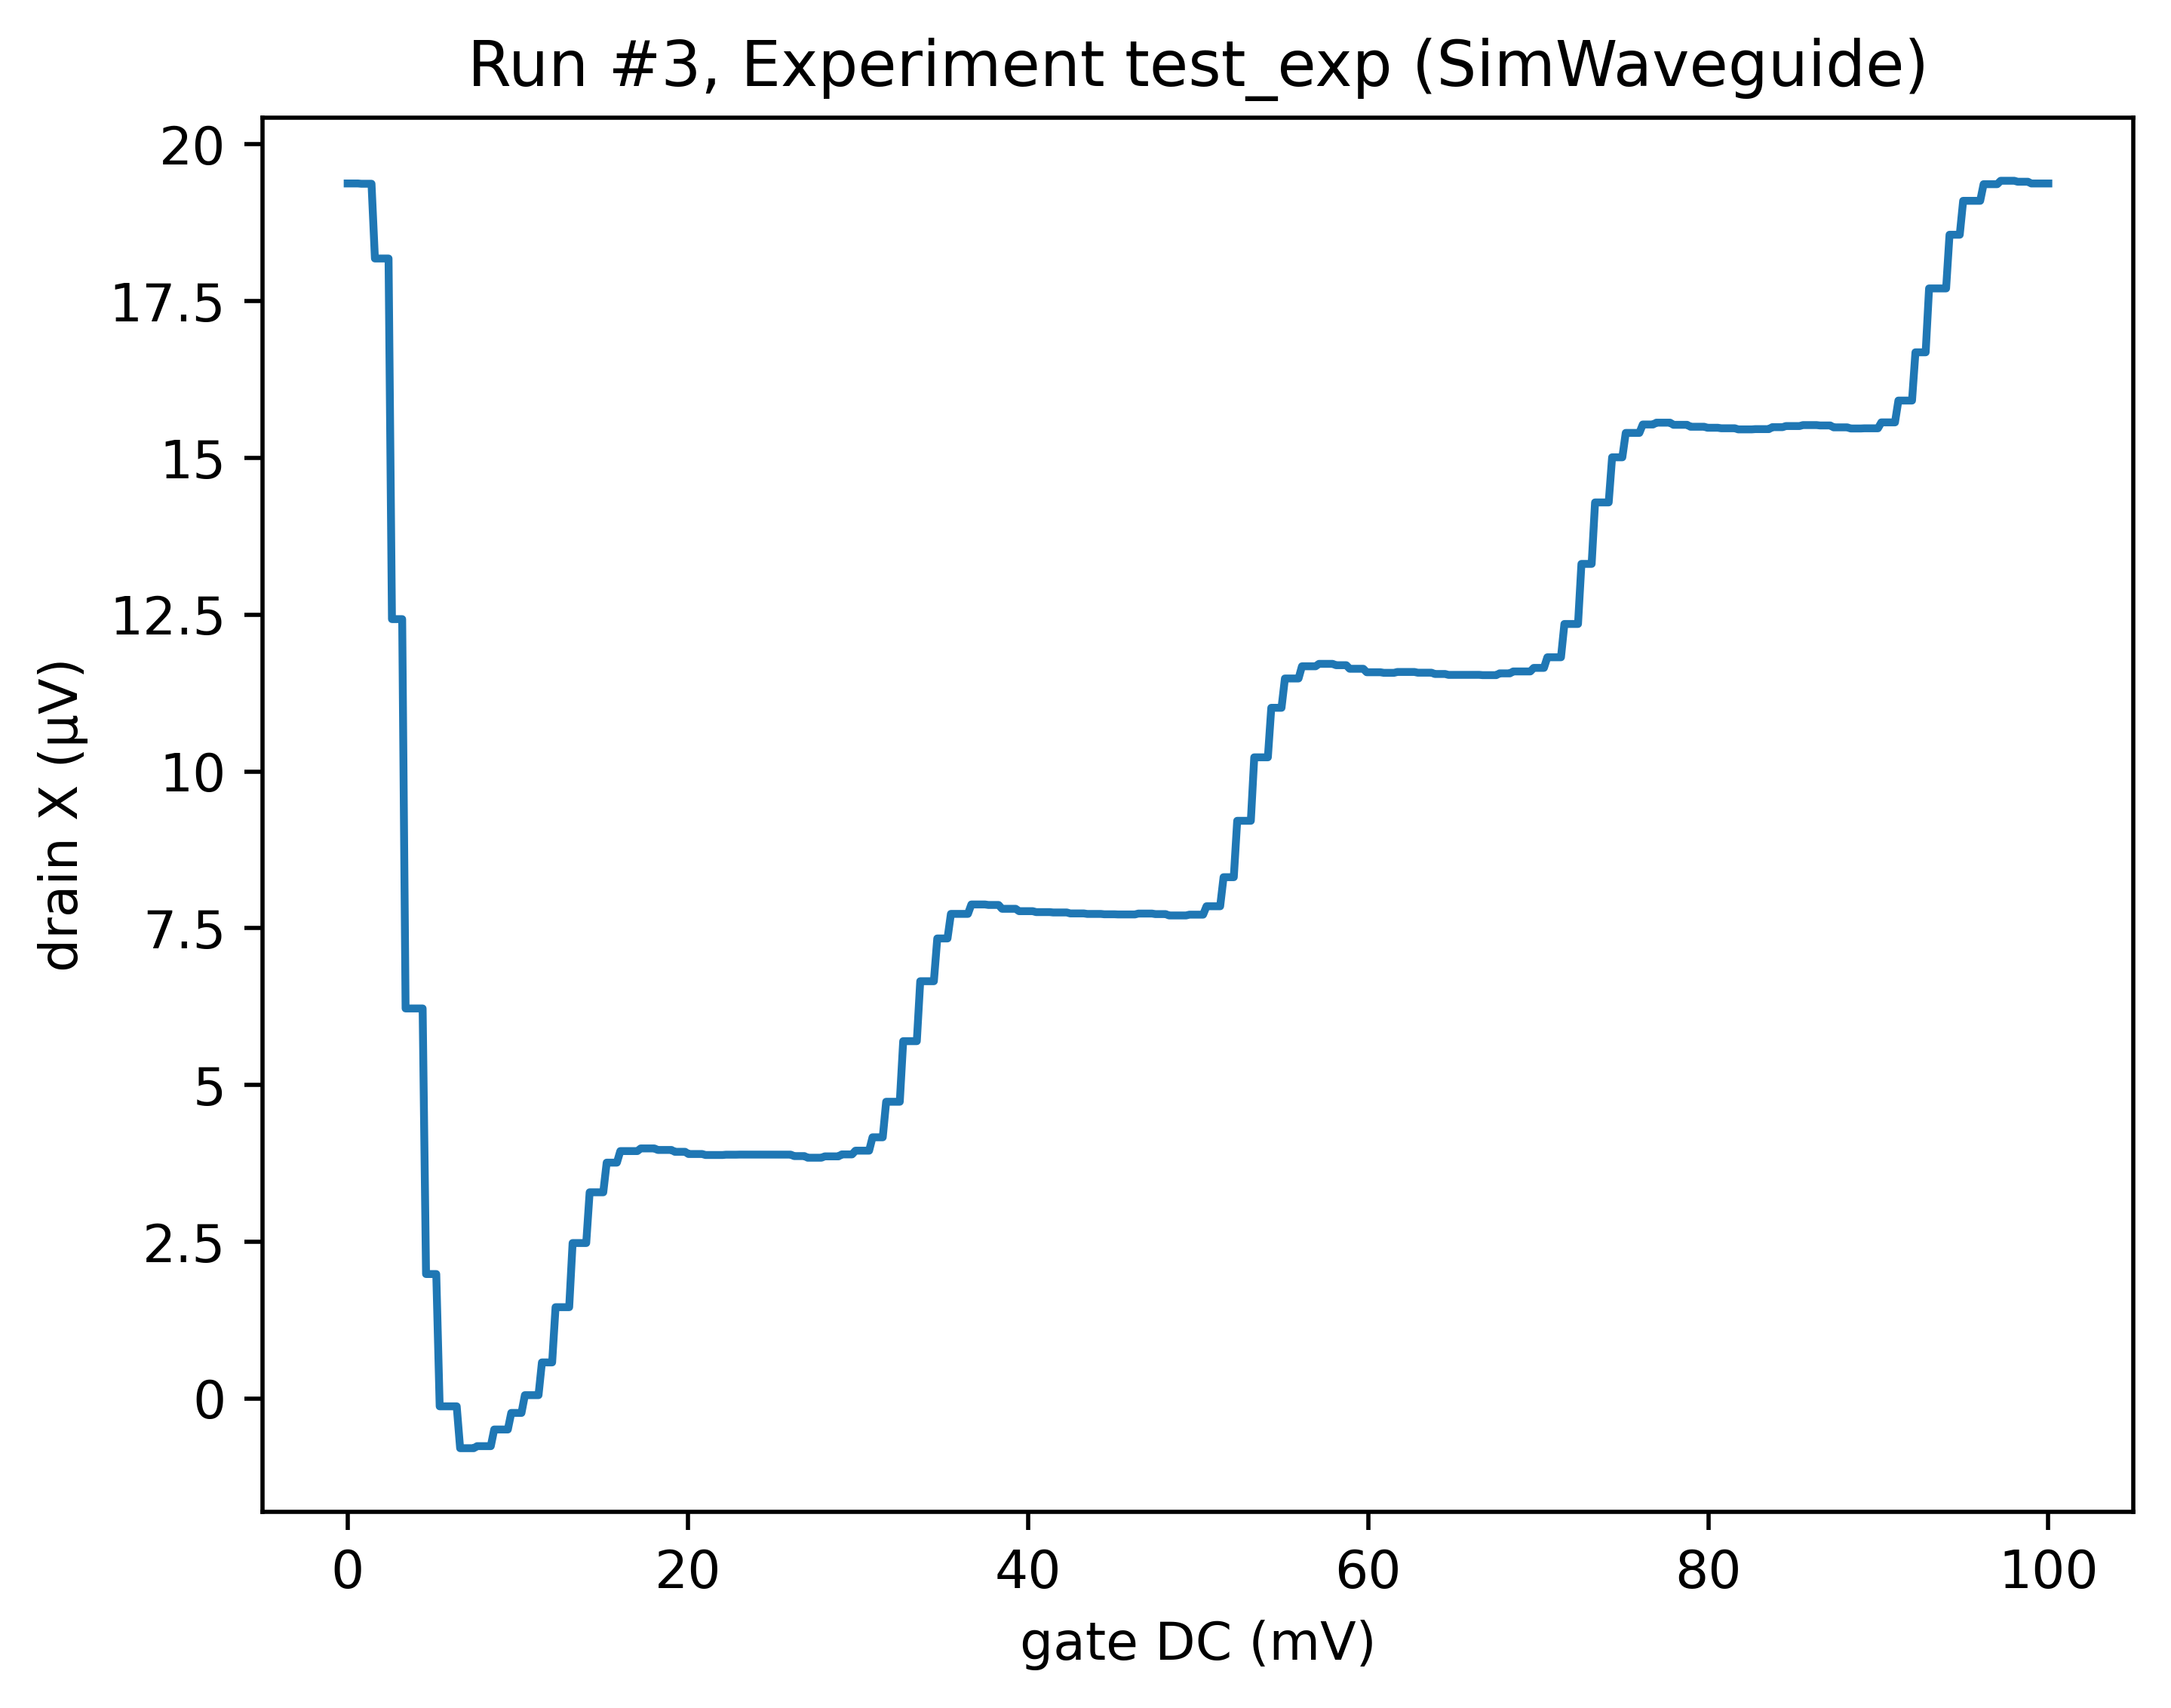 Run #3, Experiment test_exp (SimWaveguide)
20
17.5
15
12.5
10
7.5
5
2.5
0
drain X (μV)
0 20 40 60 80 100
gate DC (mV)